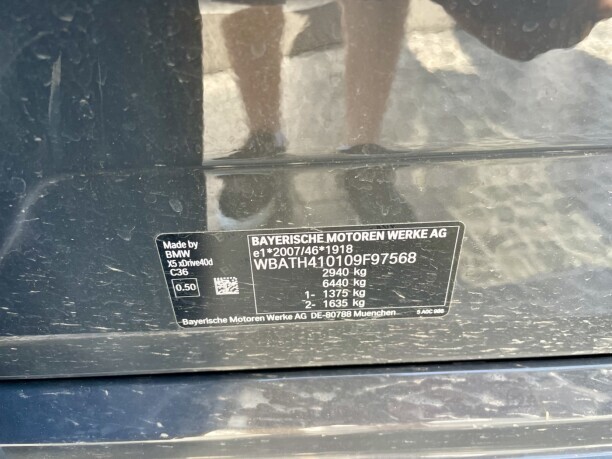 Made by
BMW
X5 xDrive40d
C36
0.50
BAYERISCHE MOTOREN WERKE AG
e1*2007/46*1918
WBATH410109F97568
2940 kg
6440 kg
1- 1375 kg
2- 1635 kg
Bayerische Motoren Werke AG DE-80788 Muenchen